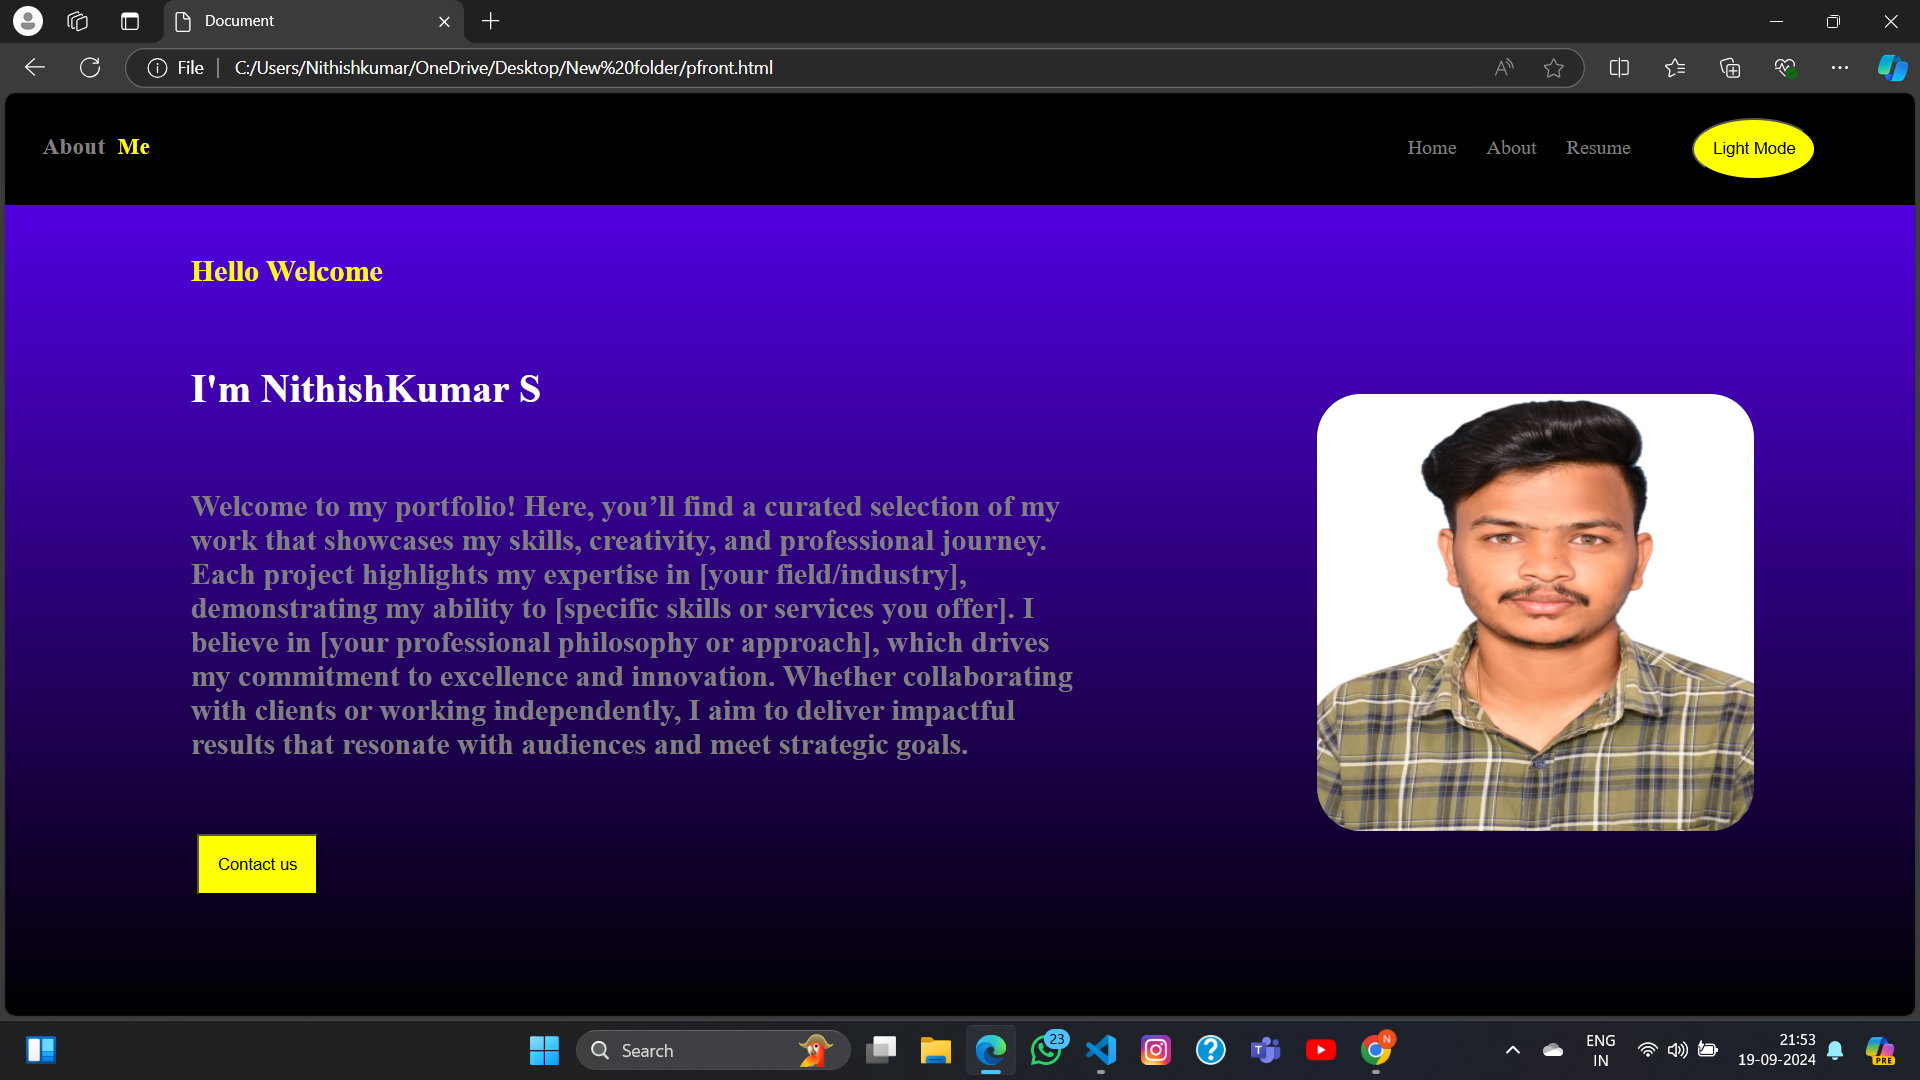 Document
File
C:/Users/Nithishkumar/OneDrive/Desktop/New%20folder/pfront.html
About Me
Home About Resume Light Mode
Hello Welcome
I'm NithishKumar S
Welcome to my portfolio! Here, you’ll find a curated selection of my
work that showcases my skills, creativity, and professional journey.
Each project highlights my expertise in [your field/industry],
demonstrating my ability to [specific skills or services you offer]. I
believe in [your professional philosophy or approach], which drives
my commitment to excellence and innovation. Whether collaborating
with clients or working independently, I aim to deliver impactful
results that resonate with audiences and meet strategic goals.
Contact us
Search
23
N
ENG
IN
21:53
19-09-2024
PRE